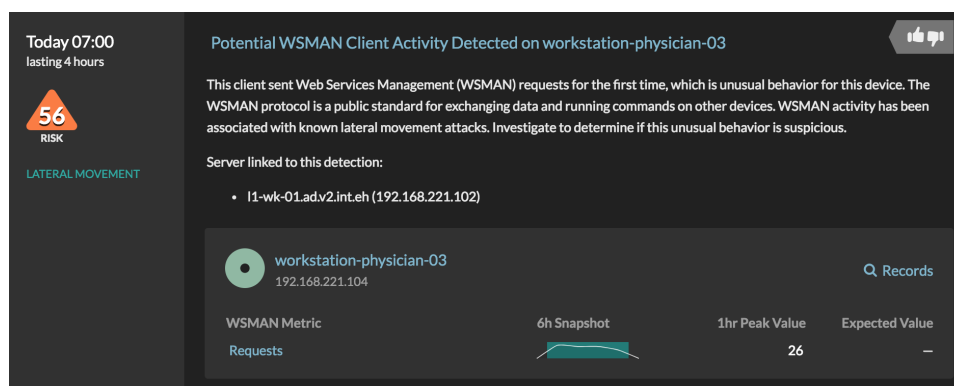 Today 07:00
lasting 4 hours
56
RISK
LATERAL MOVEMENT
Potential WSMAN Client Activity Detected on workstation-physician-03
This client sent Web Services Management (WSMAN) requests for the first time, which is unusual behavior for this device. The
WSMAN protocol is a public standard for exchanging data and running commands on other devices. WSMAN activity has been
associated with known lateral movement attacks. Investigate to determine if this unusual behavior is suspicious.
Server linked to this detection:
• l1-wk-01.ad.v2.int.eh (192.168.221.102)
workstation-physician-03
192.168.221.104
Records
WSMAN Metric 6h Snapshot 1hr Peak Value Expected Value
Requests 26 —